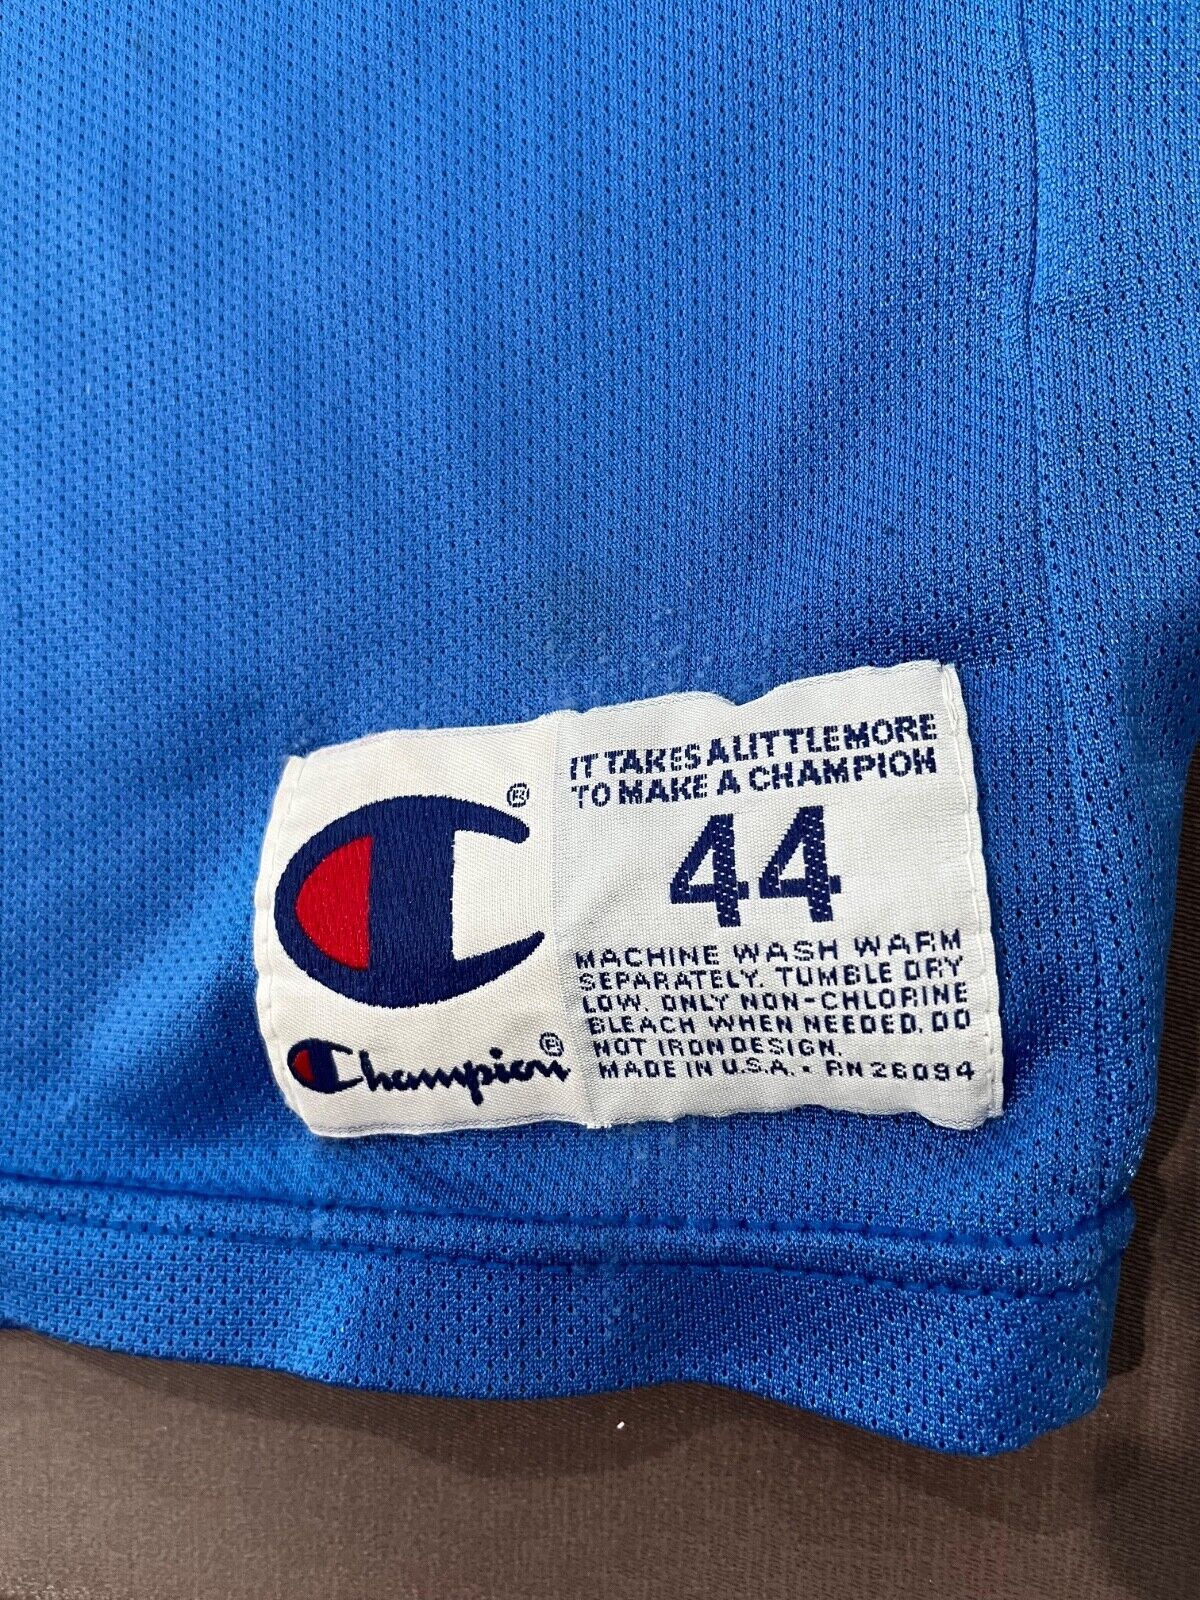 IT TAKES A LITTLE MORE
TO MAKE A CHAMPION
44
MACHINE WASH WARM
SEPARATELY. TUMBLE DRY
LOW. ONLY NON-CHLORINE
BLEACH WHEN NEEDED. DO
NOT IRON DESIGN.
MADE IN U.S.A. • RN 26094
®
Champion®